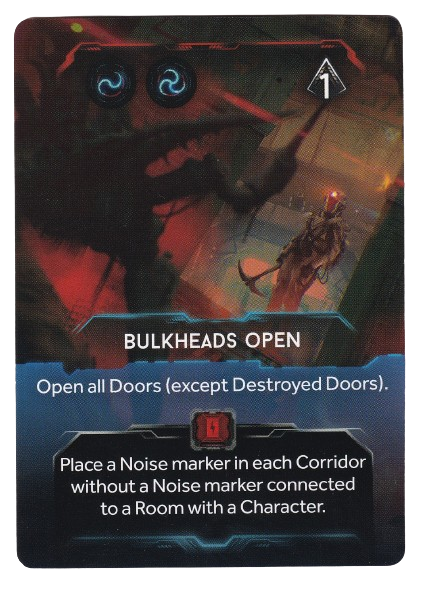 1
BULKHEADS OPEN
Open all Doors (except Destroyed Doors).
Place a Noise marker in each Corridor
without a Noise marker connected
to a Room with a Character.